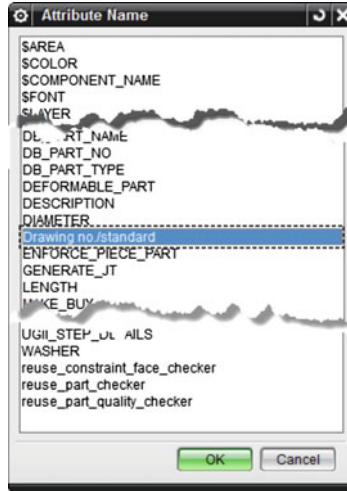 Attribute Name
$AREA
$COLOR
$COMPONENT_NAME
$FONT
DB_PART_NO
DB_PART_TYPE
DEFORMABLE_PART
DESCRIPTION
DIAMETER
Drawing no./standard
ENFORCE_PIECE_PART
GENERATE_JT
LENGTH
WASHER
reuse_constraint_face_checker
reuse_part_checker
reuse_part_quality_checker
OK Cancel